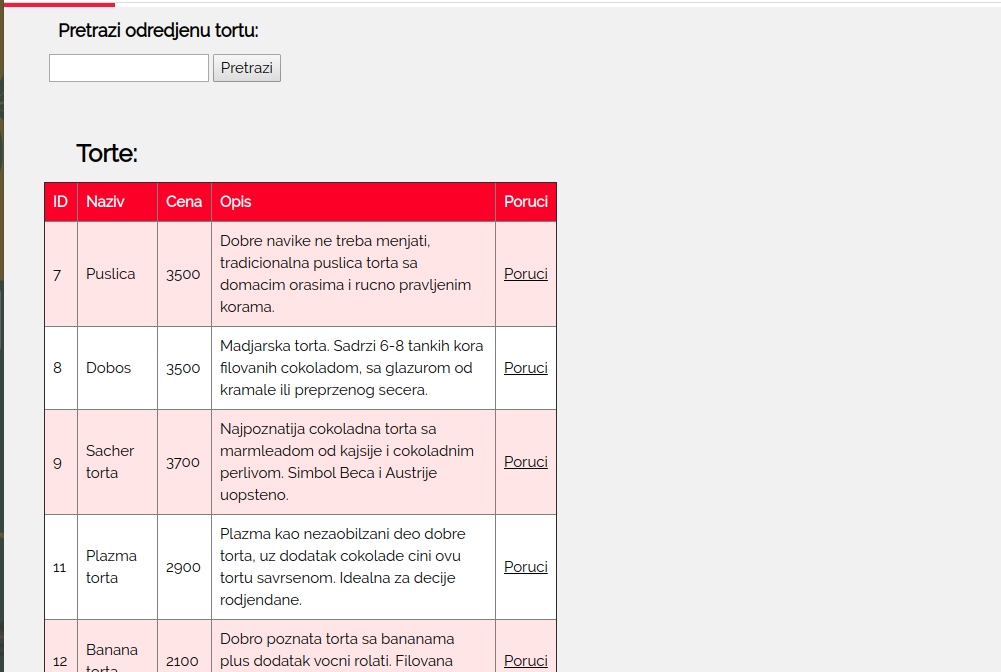 Pretrazi odredjenu tortu:
Pretrazi
Torte:
ID Naziv Cena Opis Poruci
7 Puslica 3500 Dobre navike ne treba menjati,
tradicionalna puslica torta sa
domacim orasima i rucno pravljenim
korama.
Poruci
8 Dobos 3500 Madjarska torta. Sadrzi 6-8 tankih kora
filovanih cokoladom, sa glazurom od
kramale ili preprzenog secera.
Poruci
9 Sacher
torta
3700 Najpoznatija cokoladna torta sa
marmleadom od kajsije i cokoladnim
perlivom. Simbol Beca i Austrije
uopsteno.
Poruci
11 Plazma
torta
2900 Plazma kao nezaobilzani deo dobre
torta, uz dodatak cokolade cini ovu
tortu savrsenom. Idealna za decije
rodjendane.
Poruci
12 Banana
torta
2100 Dobro poznata torta sa bananama
plus dodatak vocni rolati. Filovana
Poruci